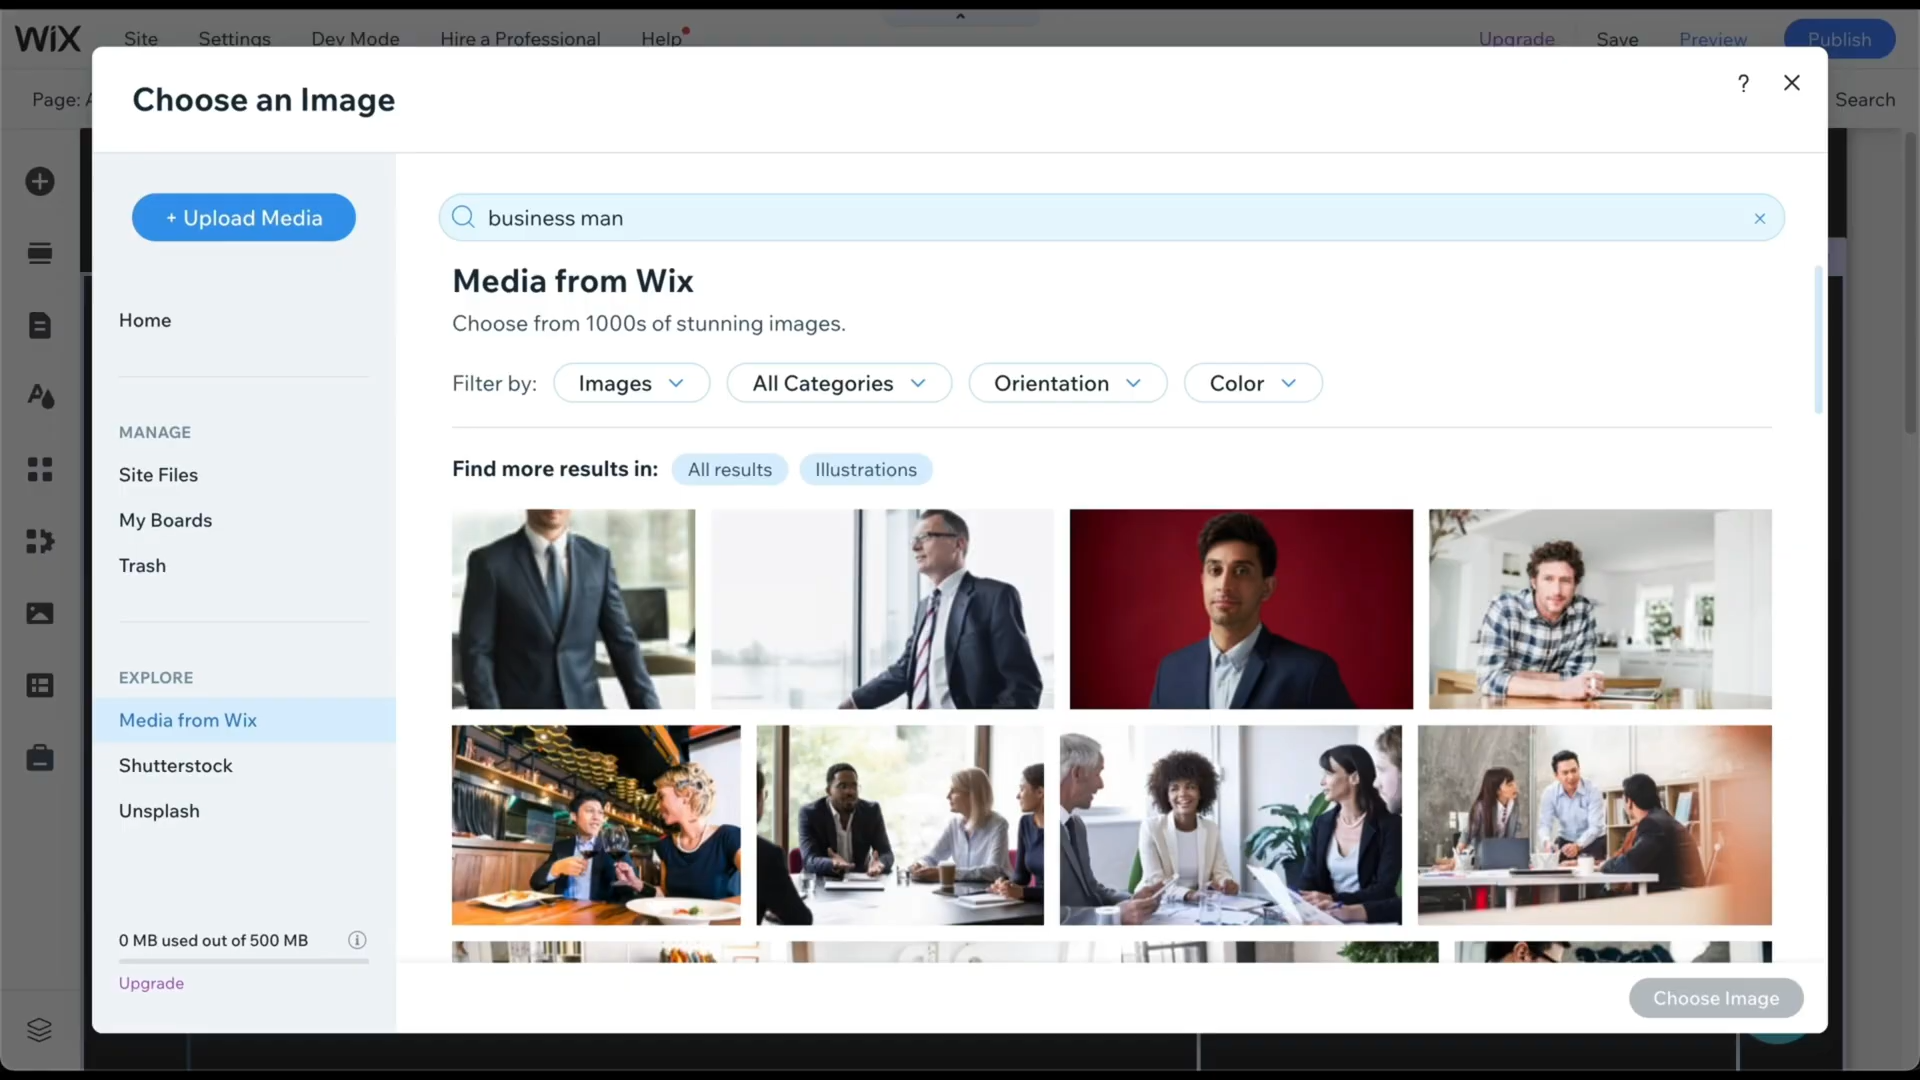 WiX
Site
Settings
Dev Mode
Hire a Professional
Help
Upgrade
Save
Preview
Publish
Page:
Search
Choose an Image
?
+ Upload Media
Home
MANAGE
Site Files
My Boards
Trash
EXPLORE
Media from Wix
Shutterstock
Unsplash
0 MB used out of 500 MB
Upgrade
business man
Media from Wix
Choose from 1000s of stunning images.
Filter by:
Images
All Categories
Orientation
Color
Find more results in:
All results
Illustrations
Choose Image